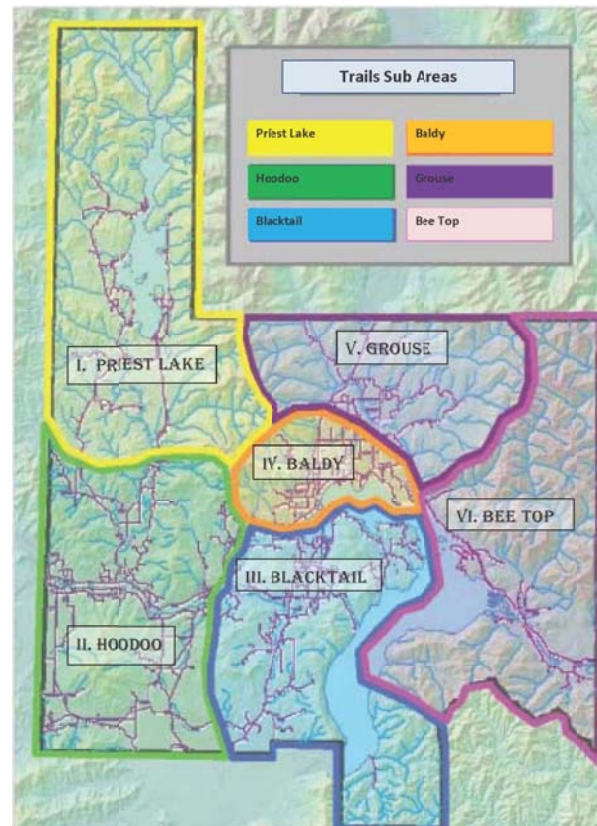 Trails Sub Areas
Priest Lake
Baldy
Hoodoo
Grouse
Blacktail
Bee Top
V. GROUSE
I. PRIEST LAKE
IV. BALDY
VI. BEE TOP
III. BLACKTAIL
II. HOODOO